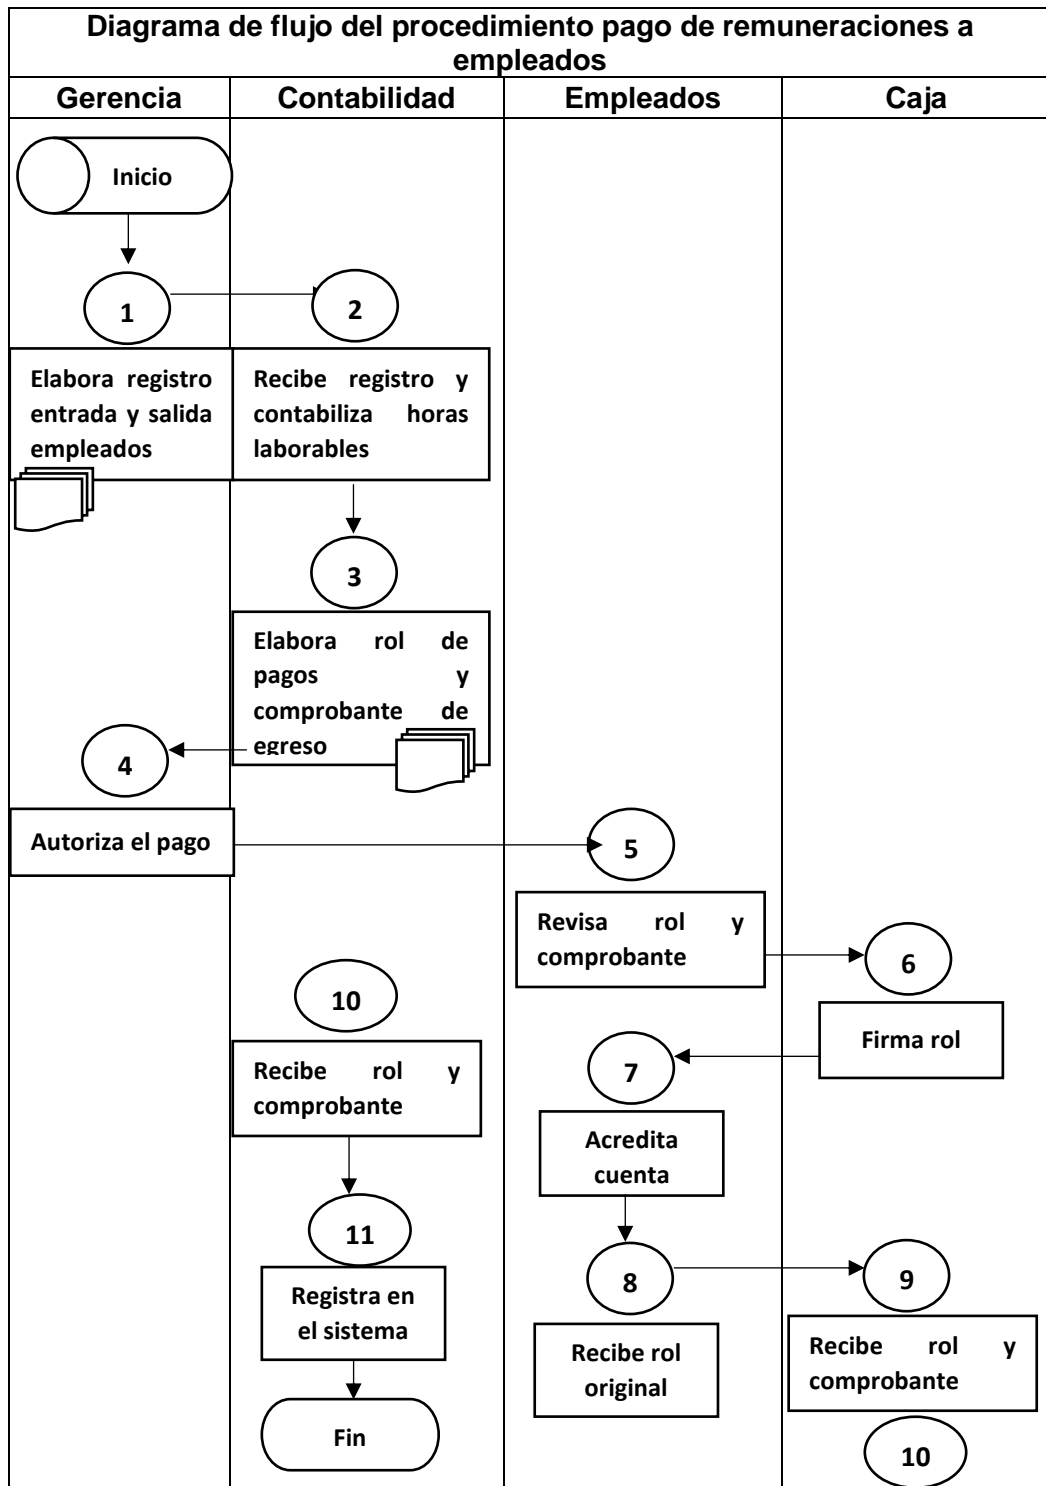 Diagrama de flujo del procedimiento pago de remuneraciones a
empleados
Gerencia
Contabilidad
Empleados
Caja
Inicio
1
2
Elabora registro
entrada y salida
empleados
Recibe registro y
contabiliza horas
laborables
3
Elabora rol de
pagos y
comprobante de
egreso
4
Autoriza el pago
5
Revisa rol y
comprobante
6
Firma rol
10
Recibe rol y
comprobante
7
Acredita
cuenta
11
Registra en
el sistema
8
Recibe rol
original
9
Recibe rol y
comprobante
Fin
10